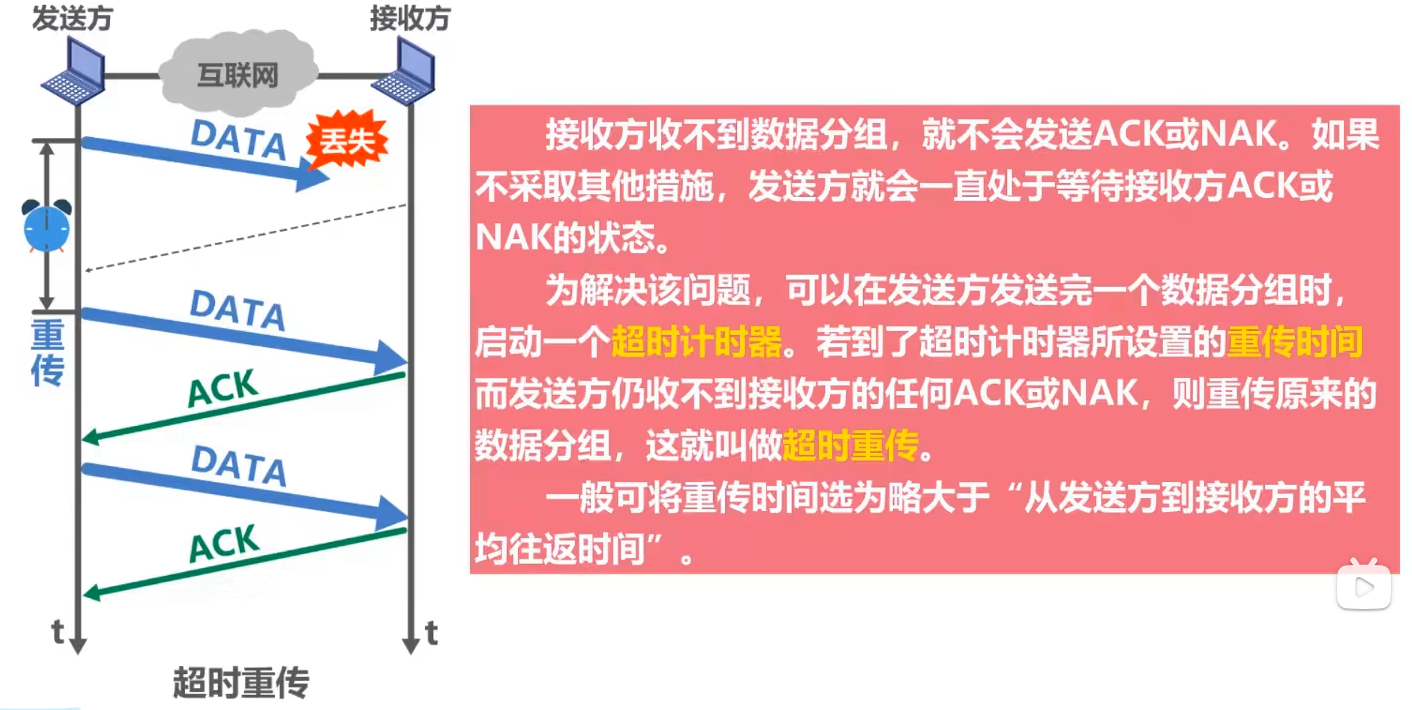 发送方
接收方
互联网
DATA
丢失
DATA
重传
ACK
DATA
ACK
t
t
超时重传
接收方收不到数据分组，就不会发送ACK或NAK。如果
不采取其他措施，发送方就会一直处于等待接收方ACK或
NAK的状态。
为解决该问题，可以在发送方发送完一个数据分组时，
启动一个超时计时器。若到了超时计时器所设置的重传时间
而发送方仍收不到接收方的任何ACK或NAK，则重传原来的
数据分组，这就叫做超时重传。
一般可将重传时间选为略大于“从发送方到接收方的平
均往返时间”。